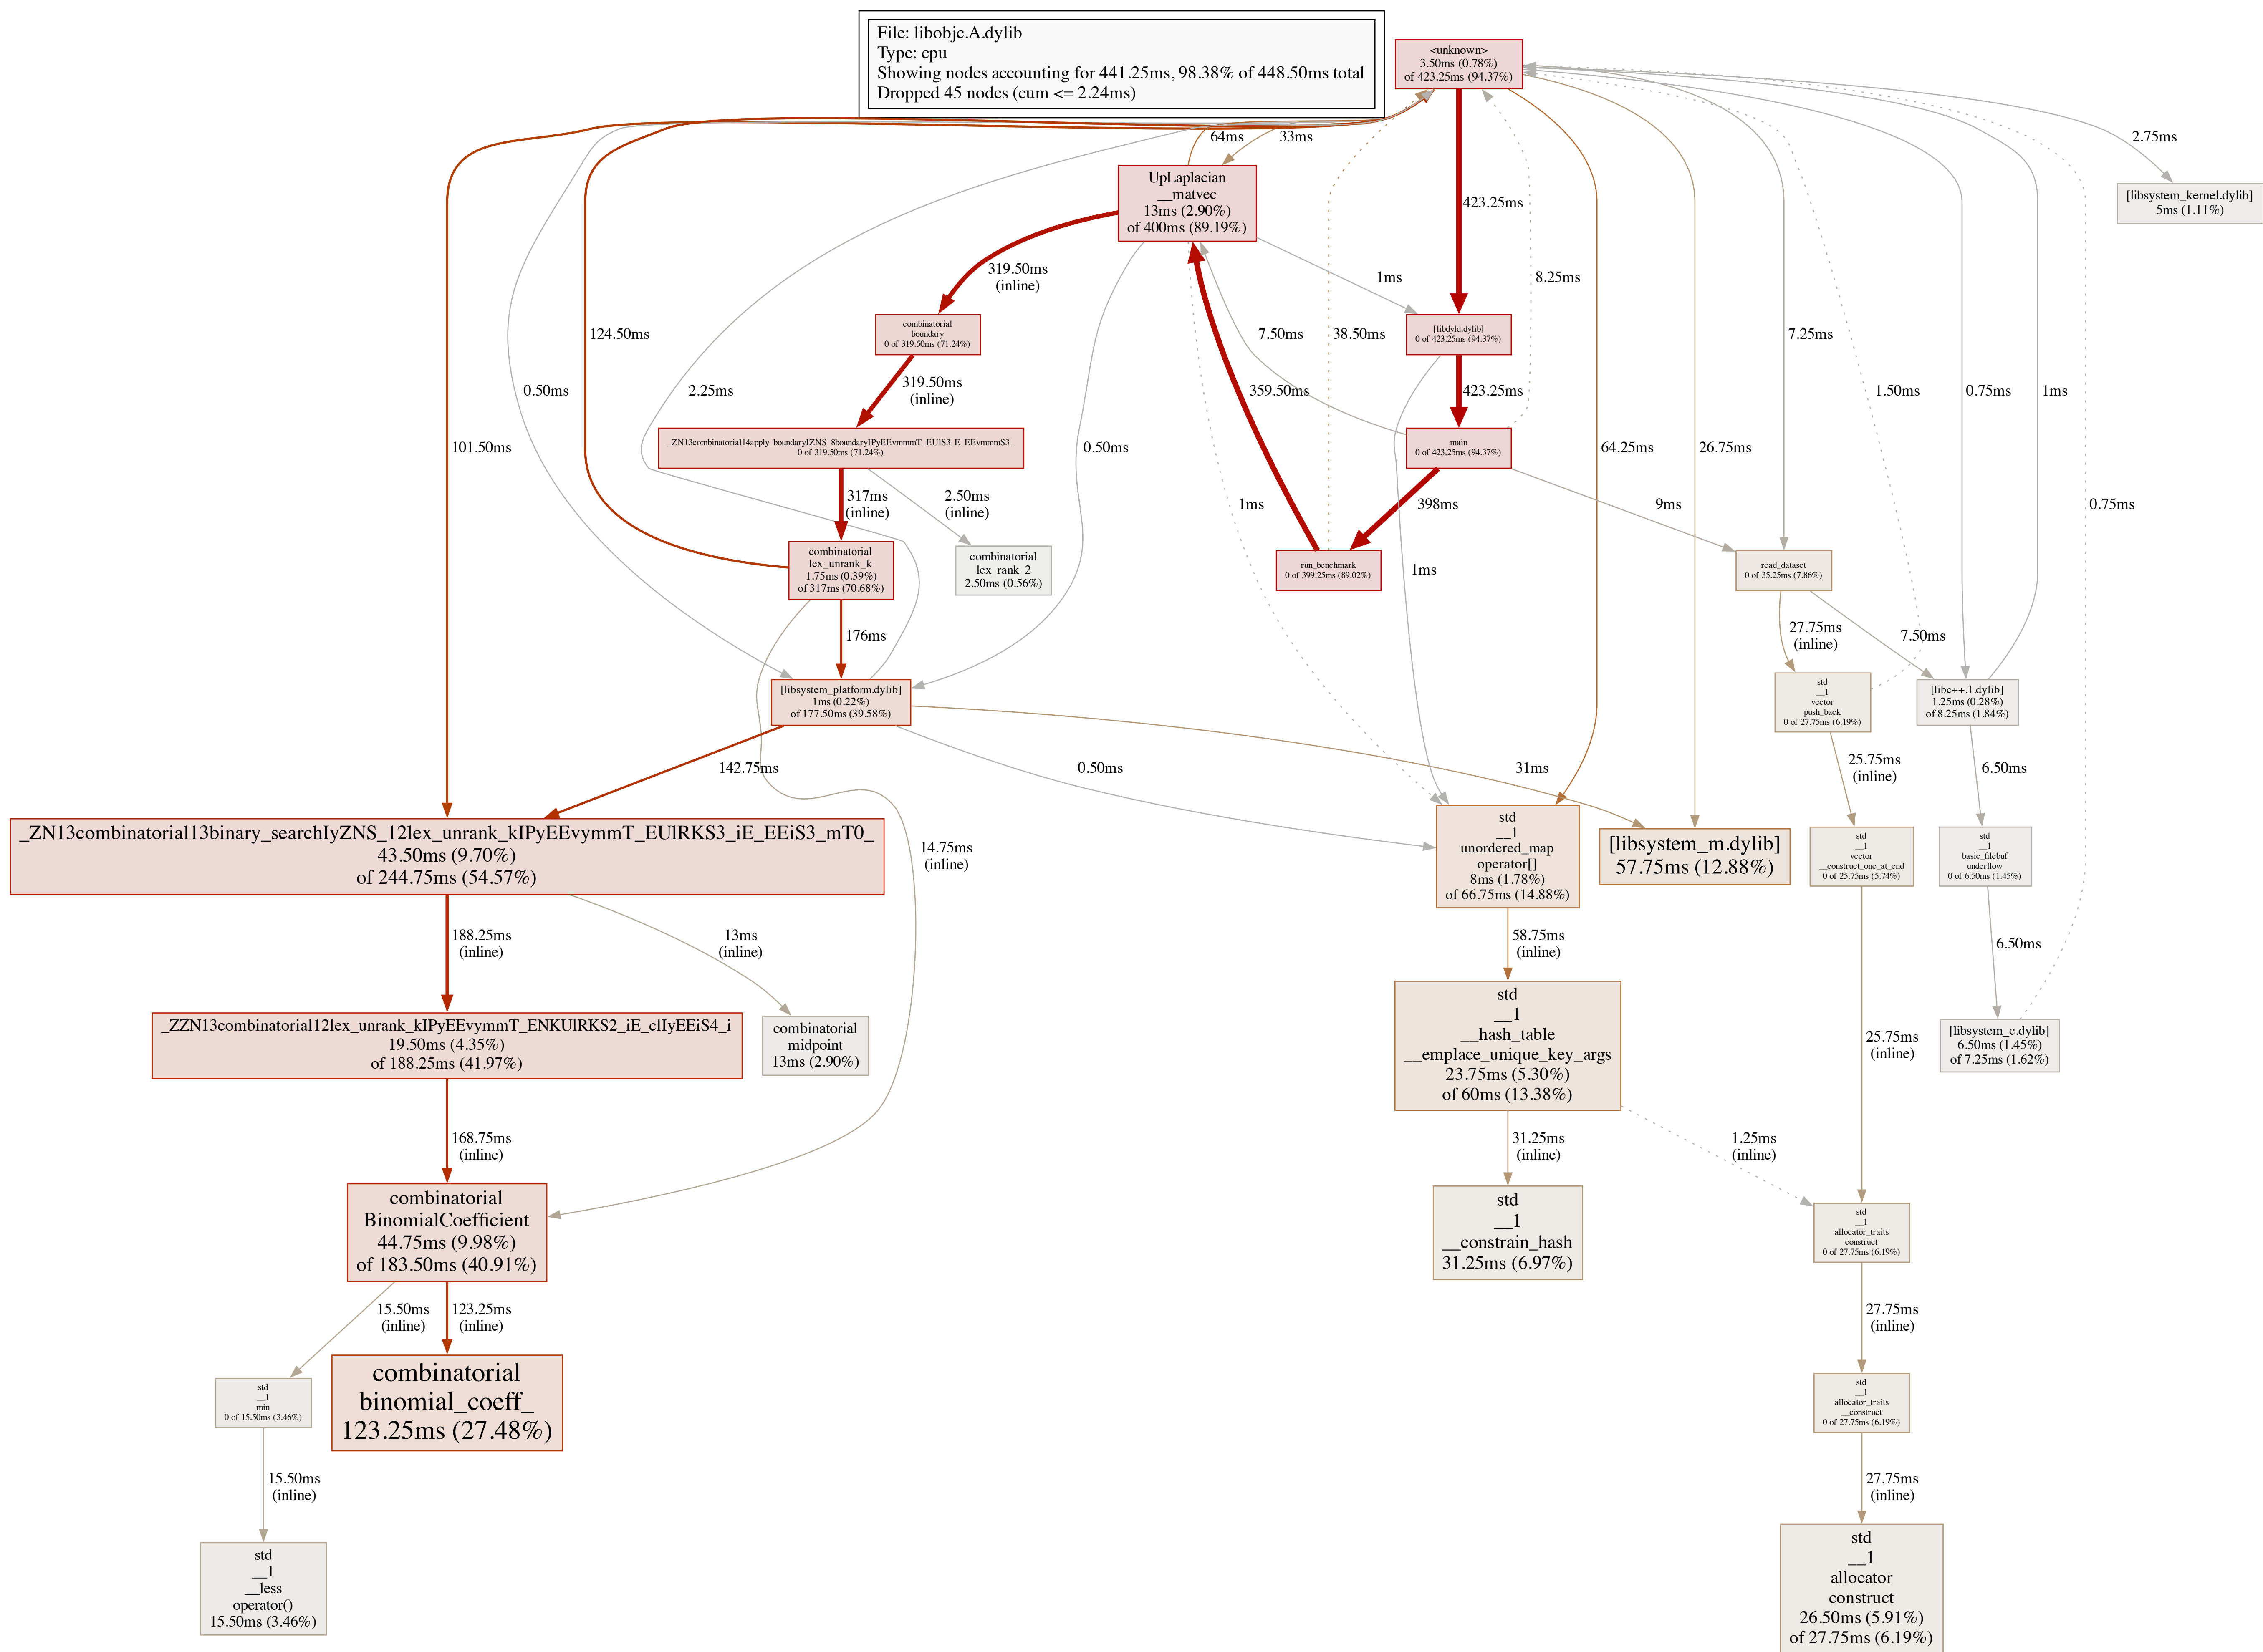 File: libobjc.A.dylib
Type: cpu
Showing nodes accounting for 441.25ms, 98.38% of 448.50ms total
Dropped 45 nodes (cum <= 2.24ms)
<unknown>
3.50ms (0.78%)
of 423.25ms (94.37%)
64ms
33ms
2.75ms
UpLaplacian
__matvec
13ms (2.90%)
of 400ms (89.19%)
[libsystem_kernel.dylib]
5ms (1.11%)
423.25ms
319.50ms
(inline)
1ms
8.25ms
combinatorial
boundary
0 of 319.50ms (71.24%)
[libdyld.dylib]
0 of 423.25ms (94.37%)
124.50ms
7.50ms
38.50ms
7.25ms
0.50ms
2.25ms
319.50ms
(inline)
359.50ms
423.25ms
1.50ms
0.75ms
1ms
101.50ms
_ZN13combinatorial14apply_boundaryIZNS_8boundaryIPyEEvmmmT_EUlS3_E_EEvmmmS3_
0 of 319.50ms (71.24%)
0.50ms
main
0 of 423.25ms (94.37%)
64.25ms
26.75ms
317ms
(inline)
2.50ms
(inline)
1ms
398ms
9ms
0.75ms
combinatorial
lex_unrank_k
1.75ms (0.39%)
of 317ms (70.68%)
combinatorial
lex_rank_2
2.50ms (0.56%)
run_benchmark
0 of 399.25ms (89.02%)
1ms
read_dataset
0 of 35.25ms (7.86%)
176ms
27.75ms
(inline)
7.50ms
[libsystem_platform.dylib]
1ms (0.22%)
of 177.50ms (39.58%)
std
__1
vector
push_back
0 of 27.75ms (6.19%)
[libc++.1.dylib]
1.25ms (0.28%)
of 8.25ms (1.84%)
142.75ms
0.50ms
31ms
25.75ms
(inline)
6.50ms
_ZN13combinatorial13binary_searchIyZNS_12lex_unrank_kIPyEEvymmT_EUlRKS3_iE_EEiS3_mT0_
43.50ms (9.70%)
of 244.75ms (54.57%)
14.75ms
(inline)
std
__1
unordered_map
operator[]
8ms (1.78%)
of 66.75ms (14.88%)
[libsystem_m.dylib]
57.75ms (12.88%)
std
__1
vector
__construct_one_at_end
0 of 25.75ms (5.74%)
std
__1
basic_filebuf
underflow
0 of 6.50ms (1.45%)
188.25ms
(inline)
13ms
(inline)
58.75ms
(inline)
6.50ms
_ZZN13combinatorial12lex_unrank_kIPyEEvymmT_ENKUlRKS2_iE_clIyEEiS4_i
19.50ms (4.35%)
of 188.25ms (41.97%)
combinatorial
midpoint
13ms (2.90%)
std
__1
__hash_table
__emplace_unique_key_args
23.75ms (5.30%)
of 60ms (13.38%)
25.75ms
(inline)
[libsystem_c.dylib]
6.50ms (1.45%)
of 7.25ms (1.62%)
168.75ms
(inline)
31.25ms
(inline)
1.25ms
(inline)
combinatorial
BinomialCoefficient
44.75ms (9.98%)
of 183.50ms (40.91%)
std
__1
__constrain_hash
31.25ms (6.97%)
std
__1
allocator_traits
construct
0 of 27.75ms (6.19%)
15.50ms
(inline)
123.25ms
(inline)
27.75ms
(inline)
std
__1
min
0 of 15.50ms (3.46%)
combinatorial
binomial_coeff_
123.25ms (27.48%)
std
__1
allocator_traits
__construct
0 of 27.75ms (6.19%)
15.50ms
(inline)
27.75ms
(inline)
std
__1
__less
operator()
15.50ms (3.46%)
std
__1
allocator
construct
26.50ms (5.91%)
of 27.75ms (6.19%)